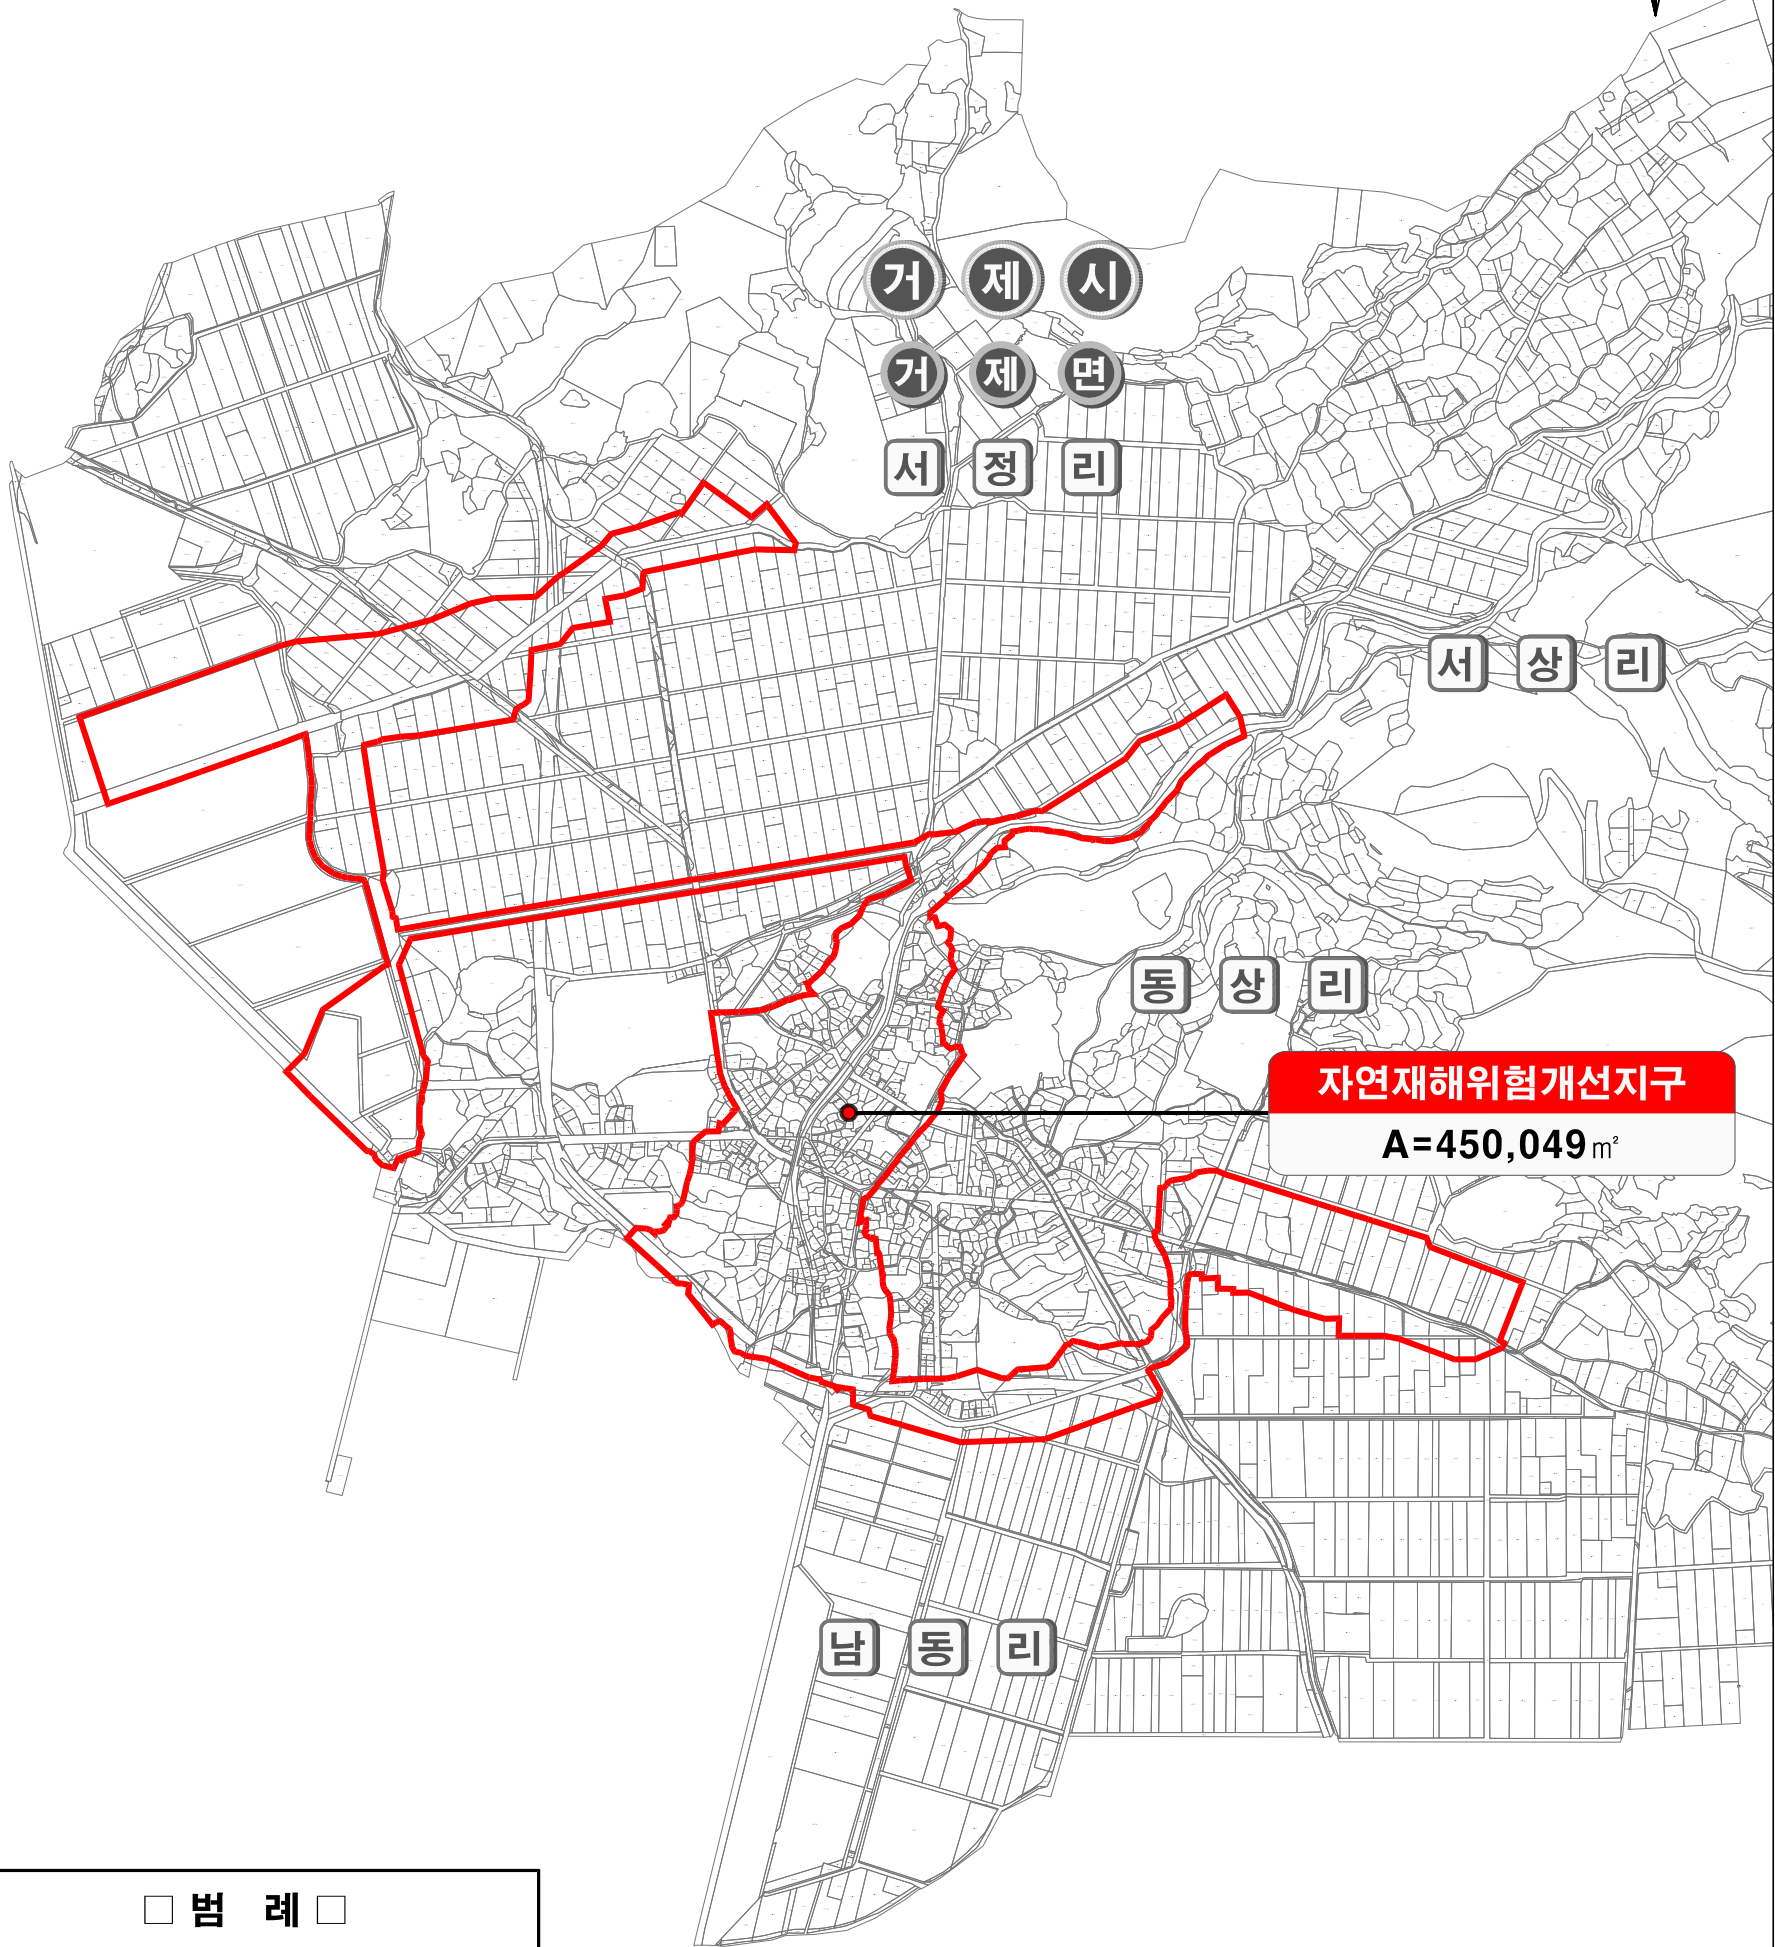 거 제 시
거 제 면
서 정 리
서 상 리
동 상 리
자연재해위험개선지구
A=450,049㎡
남 동 리
□ 범 례 □